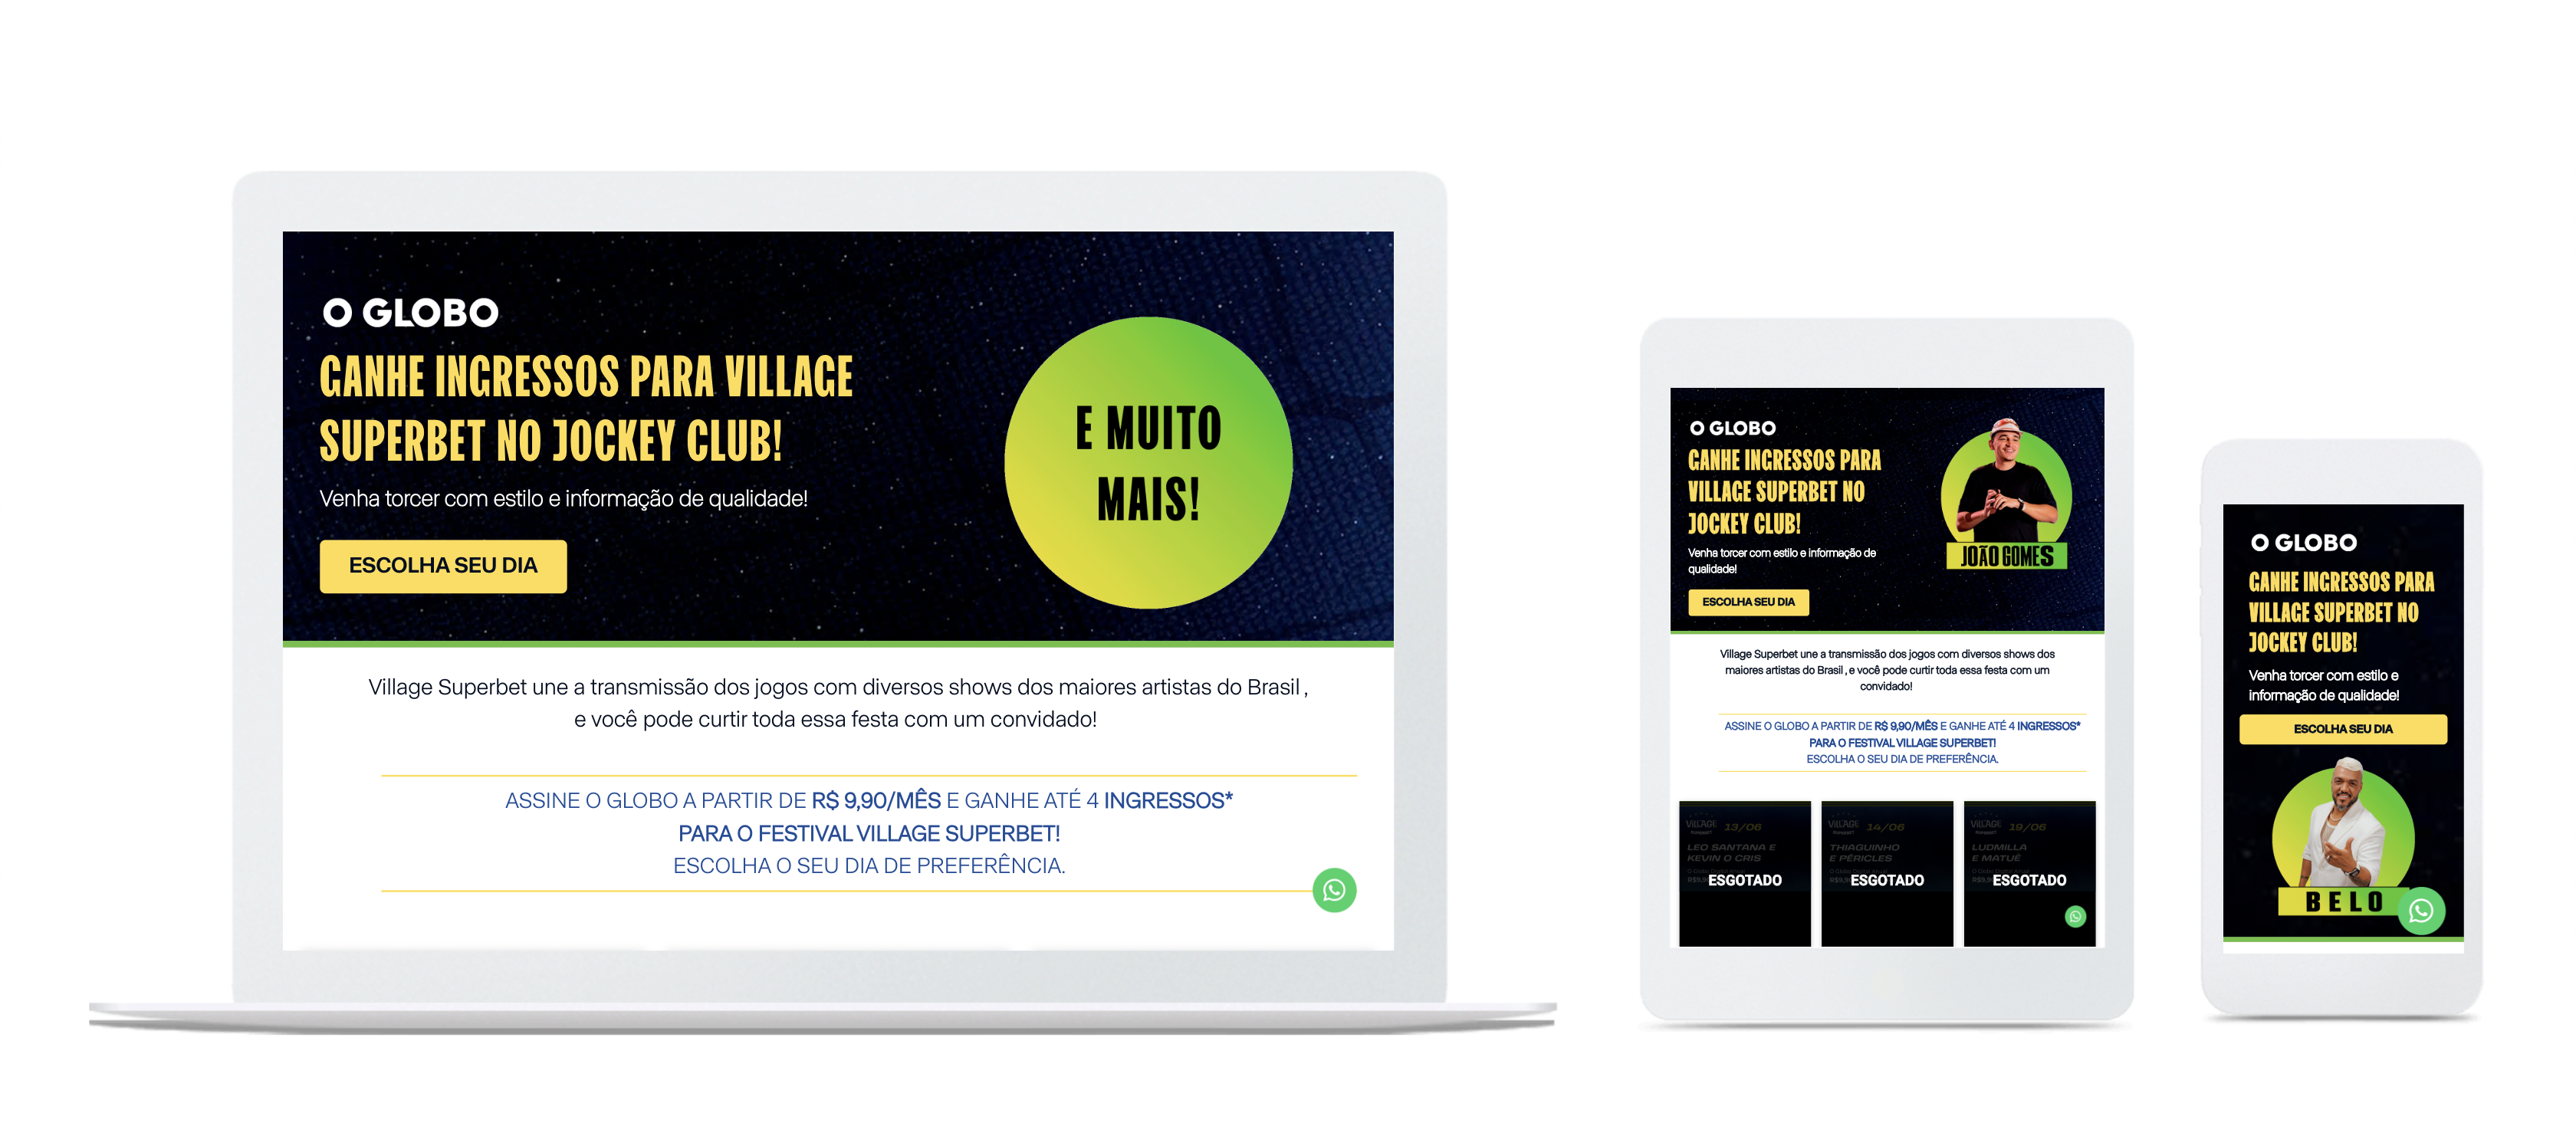 O GLOBO
GANHE INGRESSOS PARA VILLAGE
SUPERBET NO JOCKEY CLUB!
Venha torcer com estilo e informação de qualidade!
ESCOLHA SEU DIA
E MUITO
MAIS!
Village Superbet une a transmissão dos jogos com diversos shows dos maiores artistas do Brasil ,
e você pode curtir toda essa festa com um convidado!
ASSINE O GLOBO A PARTIR DE R$ 9,90/MÊS E GANHE ATÉ 4 INGRESSOS*
PARA O FESTIVAL VILLAGE SUPERBET!
ESCOLHA O SEU DIA DE PREFERÊNCIA.
O GLOBO
GANHE INGRESSOS PARA
VILLAGE SUPERBET NO
JOCKEY CLUB!
Venha torcer com estilo e informação de
qualidade!
ESCOLHA SEU DIA
JOÃO GOMES
Village Superbet une a transmissão dos jogos com diversos shows dos
maiores artistas do Brasil , e você pode curtir toda essa festa com um
convidado!
ASSINE O GLOBO A PARTIR DE R$ 9,90/MÊS E GANHE ATÉ 4 INGRESSOS*
PARA O FESTIVAL VILLAGE SUPERBET!
ESCOLHA O SEU DIA DE PREFERÊNCIA.
VILLAGE 13/06
LEO SANTANA E
KEVIN O CRIS
ESGOTADO
VILLAGE 14/06
THIAGUINHO
E PÉRICLES
ESGOTADO
VILLAGE 19/06
LUDMILLA
E MATUÊ
ESGOTADO
O GLOBO
GANHE INGRESSOS PARA
VILLAGE SUPERBET NO
JOCKEY CLUB!
Venha torcer com estilo e
informação de qualidade!
ESCOLHA SEU DIA
BELO